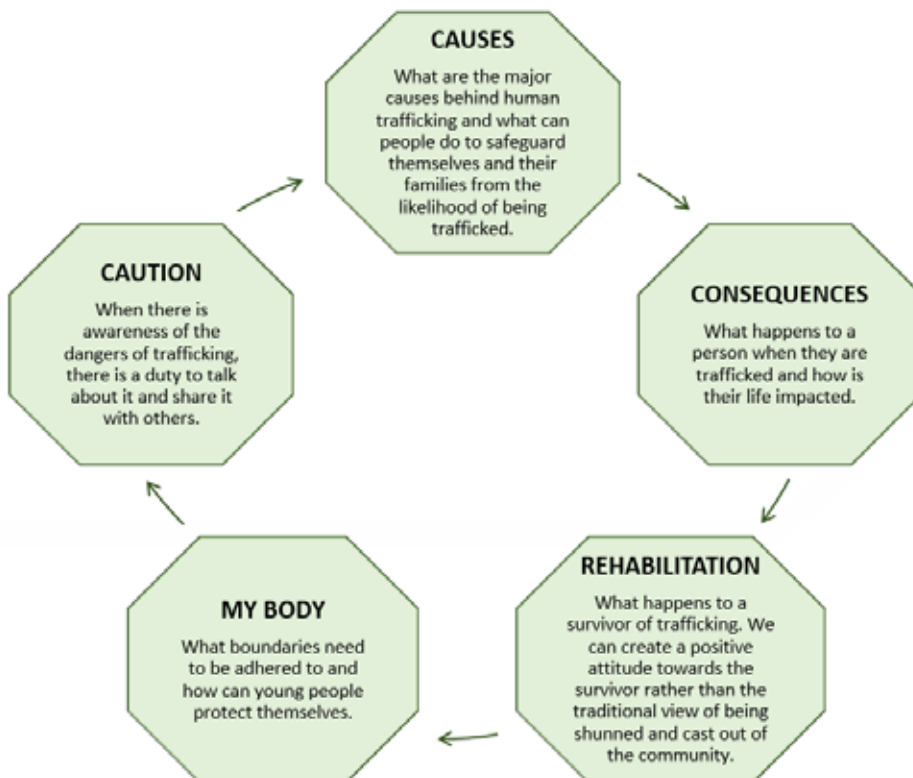 CAUSES
What are the major
causes behind human
trafficking and what can
people do to safeguard
themselves and their
families from the
likelihood of being
trafficked.
CONSEQUENCES
What happens to a
person when they are
trafficked and how is
their life impacted.
REHABILITATION
What happens to a
survivor of trafficking. We
can create a positive
attitude towards the
survivor rather than the
traditional view of being
shunned and cast out of
the community.
MY BODY
What boundaries need
to be adhered to and
how can young people
protect themselves.
CAUTION
When there is
awareness of the
dangers of trafficking,
there is a duty to talk
about it and share it
with others.